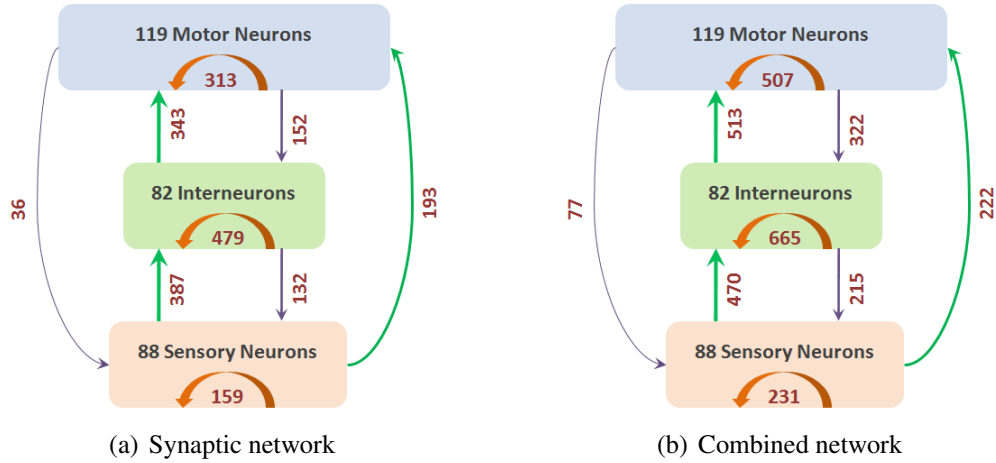 119 Motor Neurons
313
343
152
36
82 Interneurons
479
193
387
132
88 Sensory Neurons
159
(a) Synaptic network
119 Motor Neurons
507
513
322
77
82 Interneurons
665
222
470
215
88 Sensory Neurons
231
(b) Combined network